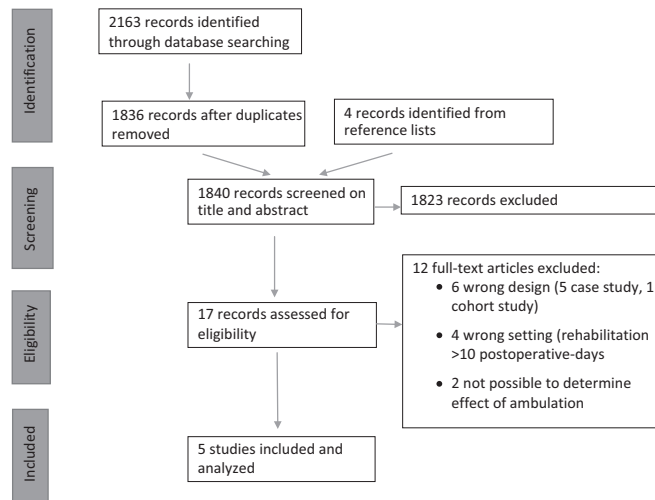 Identification
2163 records identified
through database searching
1836 records after duplicates
removed
4 records identified from
reference lists
Screening
1840 records screened on
title and abstract
1823 records excluded
Eligibility
17 records assessed for
eligibility
12 full-text articles excluded:
• 6 wrong design (5 case study, 1
cohort study)
• 4 wrong setting (rehabilitation
>10 postoperative-days
• 2 not possible to determine
effect of ambulation
Included
5 studies included and
analyzed